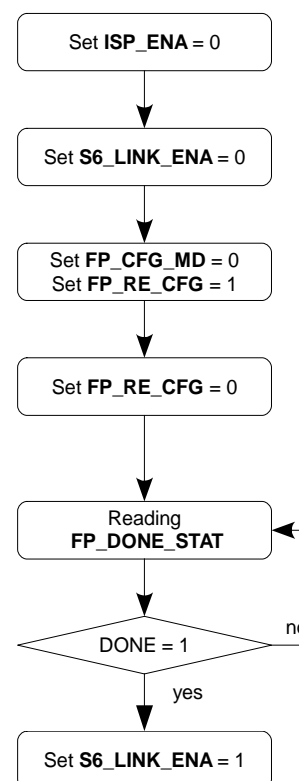 Set ISP_ENA = 0
Set S6_LINK_ENA = 0
Set FP_CFG_MD = 0
Set FP_RE_CFG = 1
Set FP_RE_CFG = 0
Reading
FP_DONE_STAT
DONE = 1
yes
Set S6_LINK_ENA = 1